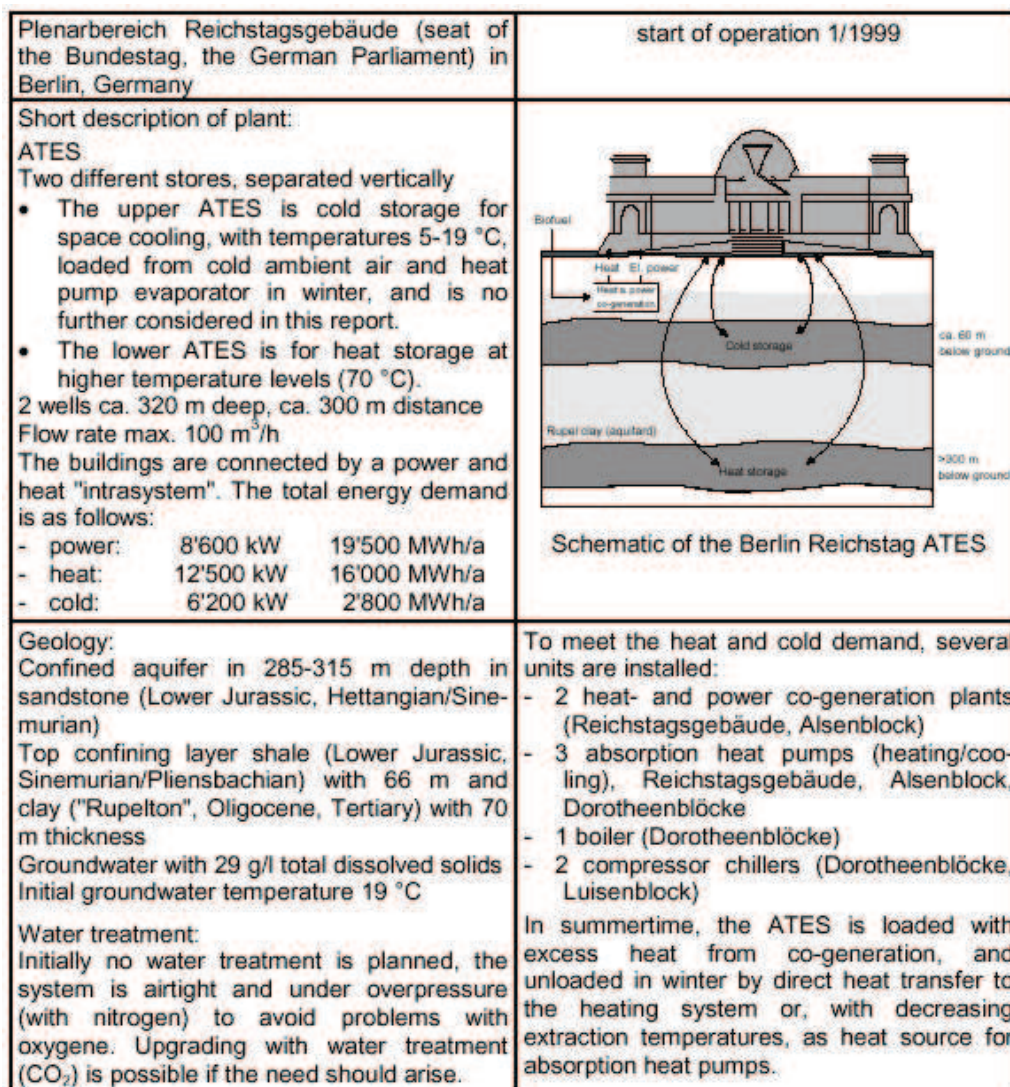 Plenarbereich Reichstagsgebäude (seat of
the Bundestag, the German Parliament) in
Berlin, Germany
start of operation 1/1999
Short description of plant:
ATES
Two different stores, separated vertically
• The upper ATES is cold storage for
space cooling, with temperatures 5-19 °C,
loaded from cold ambient air and heat
pump evaporator in winter, and is no
further considered in this report.
• The lower ATES is for heat storage at
higher temperature levels (70 °C).
2 wells ca. 320 m deep, ca. 300 m distance
Flow rate max. 100 m³/h
The buildings are connected by a power and
heat "intrasystem". The total energy demand
is as follows:
- power: 8'600 kW 19'500 MWh/a
- heat: 12'500 kW 16'000 MWh/a
- cold: 6'200 kW 2'800 MWh/a
Biofuel
Heat El. power
Heat a. power
co-generation
Cold storage
ca. 60 m
below ground
Rupel clay (aquitard)
Heat storage
>300 m
below ground
Schematic of the Berlin Reichstag ATES
Geology:
Confined aquifer in 285-315 m depth in
sandstone (Lower Jurassic, Hettangian/Sine-
murian)
Top confining layer shale (Lower Jurassic,
Sinemurian/Pliensbachian) with 66 m and
clay ("Rupelton", Oligocene, Tertiary) with 70
m thickness
Groundwater with 29 g/l total dissolved solids
Initial groundwater temperature 19 °C
Water treatment:
Initially no water treatment is planned, the
system is airtight and under overpressure
(with nitrogen) to avoid problems with
oxygene. Upgrading with water treatment
(CO₂) is possible if the need should arise.
To meet the heat and cold demand, several
units are installed:
- 2 heat- and power co-generation plants
(Reichstagsgebäude, Alsenblock)
- 3 absorption heat pumps (heating/coo-
ling), Reichstagsgebäude, Alsenblock,
Dorotheenblöcke
- 1 boiler (Dorotheenblöcke)
- 2 compressor chillers (Dorotheenblöcke,
Luisenblock)
In summertime, the ATES is loaded with
excess heat from co-generation, and
unloaded in winter by direct heat transfer to
the heating system or, with decreasing
extraction temperatures, as heat source for
absorption heat pumps.